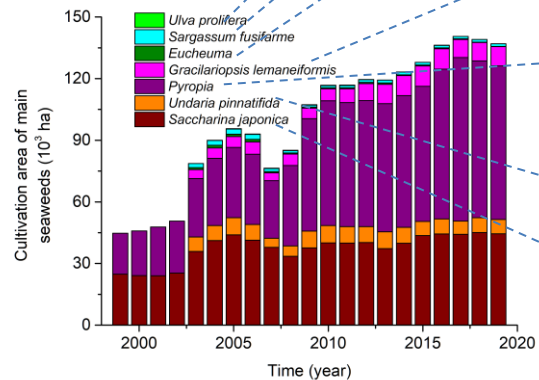 Ulva prolifera
Sargassum fusifarme
Eucheuma
Gracilariopsis lemaneiformis
Pyropia
Undaria pinnatifida
Saccharina japonica
Cultivation area of main
seaweeds (10³ ha)
150
120
90
60
30
0
2000
2005
2010
2015
2020
Time (year)